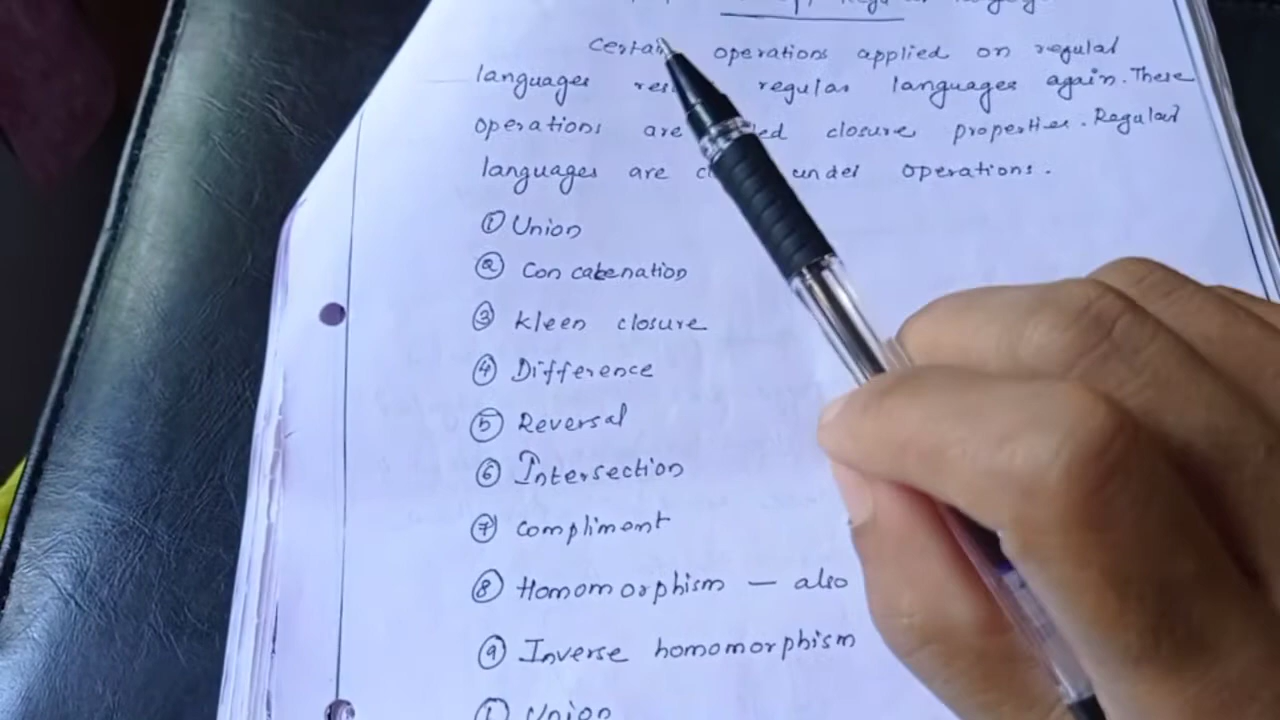 Certain operations applied on regular
languages regular languages again. These
operations are closure properties. Regular
languages are under operations.
① Union
② Concatenation
③ Kleen closure
④ Difference
⑤ Reversal
⑥ Intersection
⑦ Compliment
⑧ Homomorphism — also
⑨ Inverse homomorphism
① Union